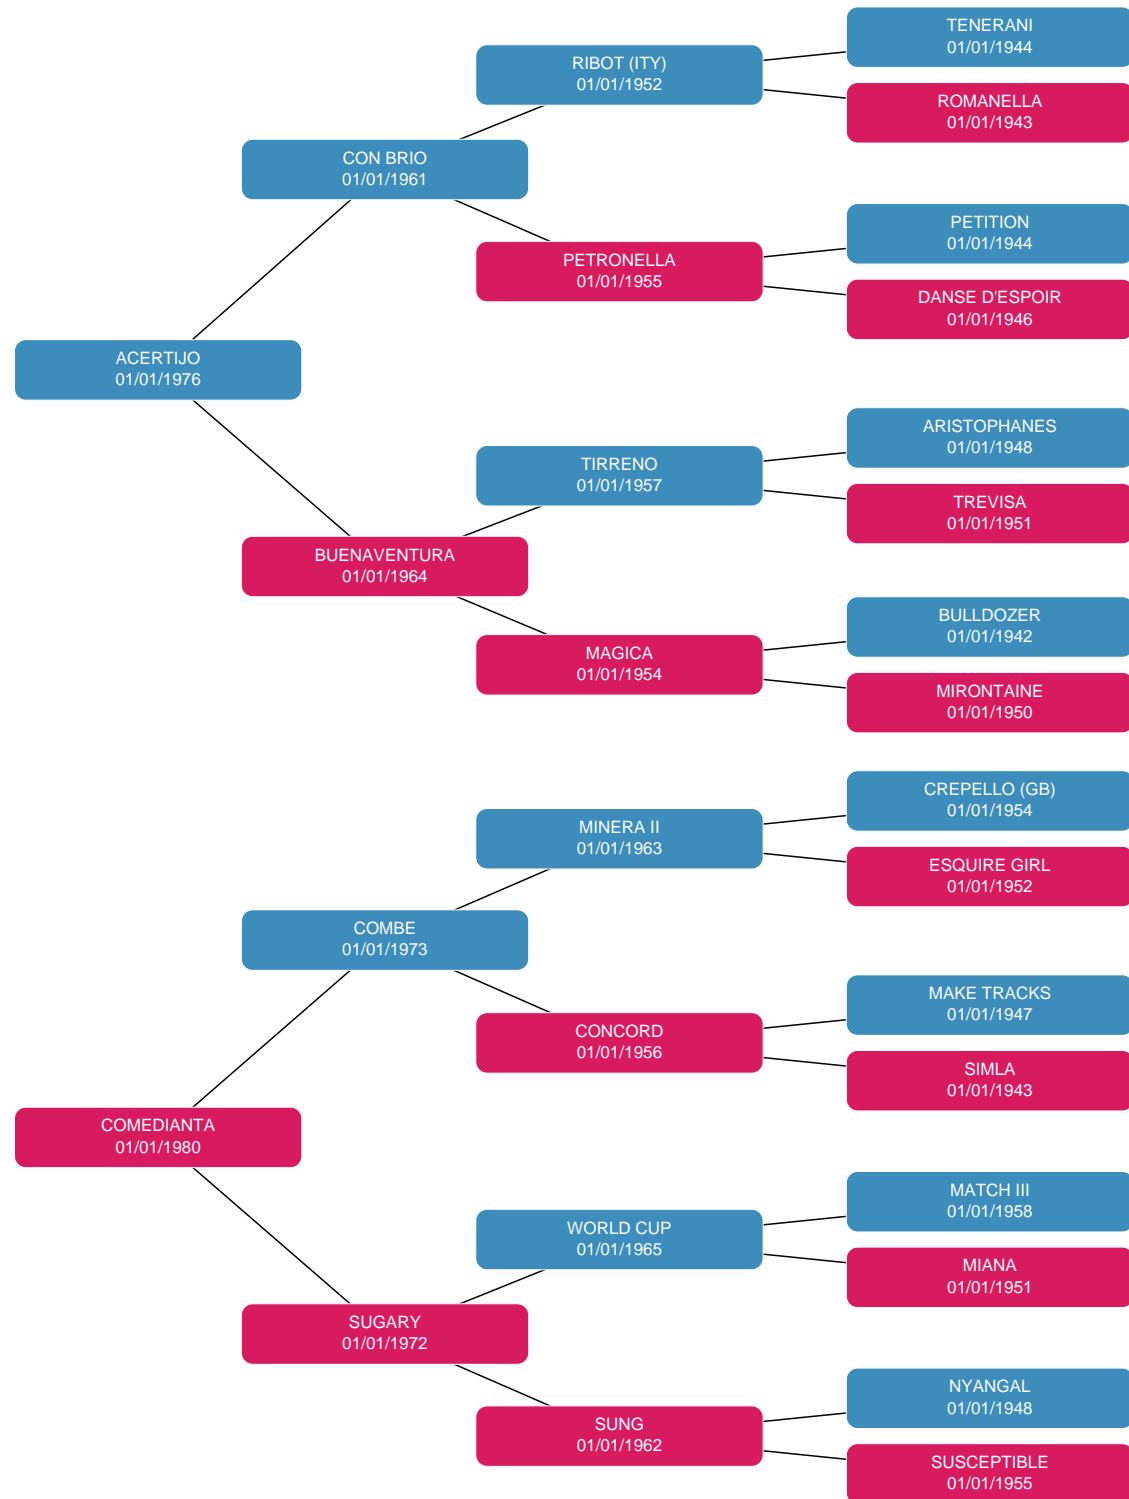 TENERANI
01/01/1944
RIBOT (ITY)
01/01/1952
ROMANELLA
01/01/1943
CON BRIO
01/01/1961
PETITION
01/01/1944
PETRONELLA
01/01/1955
DANSE D'ESPOIR
01/01/1946
ACERTIJO
01/01/1976
ARISTOPHANES
01/01/1948
TIRRENO
01/01/1957
TREVISA
01/01/1951
BUENAVENTURA
01/01/1964
BULLDOZER
01/01/1942
MAGICA
01/01/1954
MIRONTAINE
01/01/1950
CREPELLO (GB)
01/01/1954
MINERA II
01/01/1963
ESQUIRE GIRL
01/01/1952
COMBE
01/01/1973
MAKE TRACKS
01/01/1947
CONCORD
01/01/1956
SIMLA
01/01/1943
COMEDIANTA
01/01/1980
MATCH III
01/01/1958
WORLD CUP
01/01/1965
MIANA
01/01/1951
SUGARY
01/01/1972
NYANGAL
01/01/1948
SUNG
01/01/1962
SUSCEPTIBLE
01/01/1955